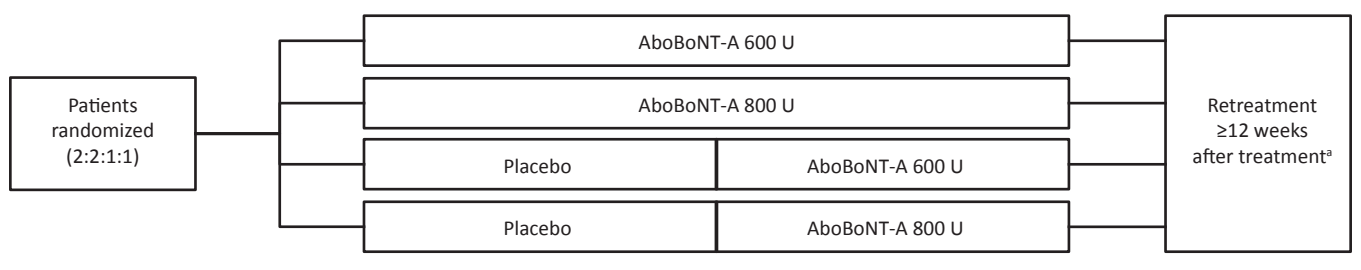 Patients
randomized
(2:2:1:1)
AboBoNT-A 600 U
AboBoNT-A 800 U
Placebo
AboBoNT-A 600 U
Placebo
AboBoNT-A 800 U
Retreatment
≥12 weeks
after treatmentᵃ